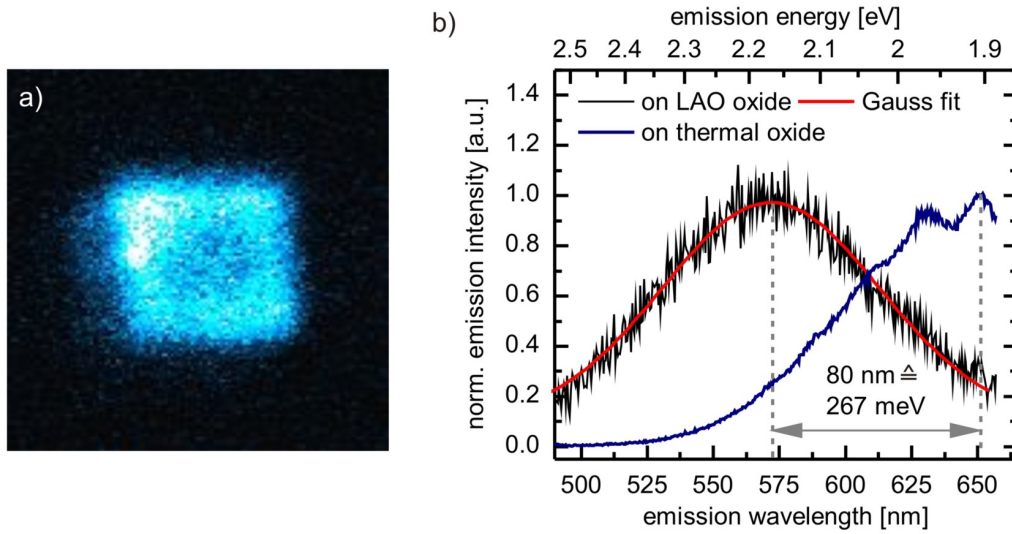 a)
b)
emission energy [eV]
2.5 2.4 2.3 2.2 2.1 2 1.9
norm. emission intensity [a.u.]
1.4
1.2
1.0
0.8
0.6
0.4
0.2
0.0
on LAO oxide Gauss fit
on thermal oxide
80 nm ≙
267 meV
500 525 550 575 600 625 650
emission wavelength [nm]